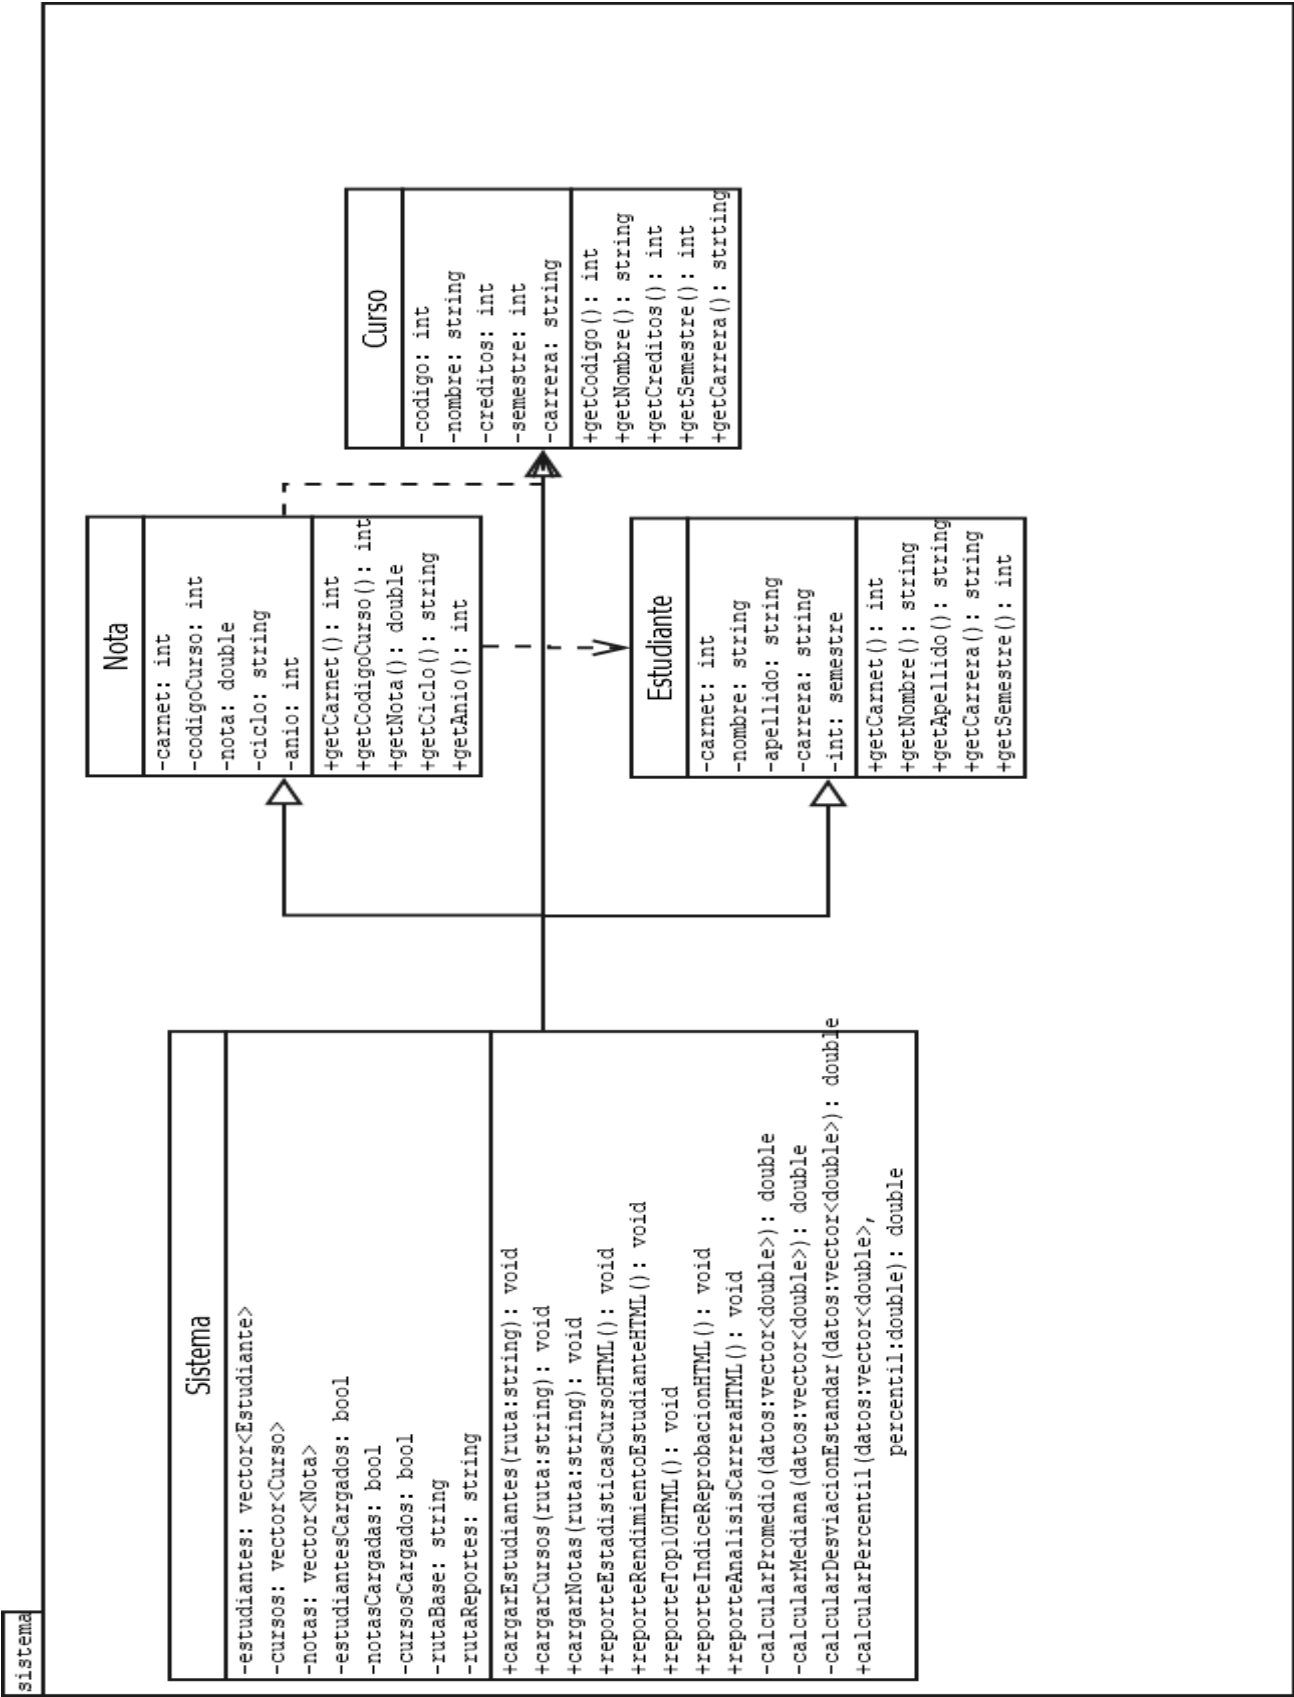 sistema
Sistema
-estudiantes: vector<Estudiante>
-cursos: vector<Curso>
-notas: vector<Nota>
-estudiantesCargados: bool
-notasCargadas: bool
-cursosCargados: bool
-rutaBase: string
-rutaReportes: string
+cargarEstudiantes(ruta:string): void
+cargarCursos(ruta:string): void
+cargarNotas(ruta:string): void
+reporteEstadisticasCursoHTML(): void
+reporteRendimientoEstudianteHTML(): void
+reporteTop10HTML(): void
+reporteIndiceReprobacionHTML(): void
+reporteAnalisisCarreraHTML(): void
-calcularPromedio(datos:vector<double>): double
-calcularMediana(datos:vector<double>): double
-calcularDesviacionEstandar(datos:vector<double>): double
+calcularPercentil(datos:vector<double>,
percentil:double): double
Nota
-carnet: int
-codigoCurso: int
-nota: double
-ciclo: string
-anio: int
+getCarnet(): int
+getCodigoCurso(): int
+getNota(): double
+getCiclo(): string
+getAnio(): int
Estudiante
-carnet: int
-nombre: string
-apellido: string
-carrera: string
-int: semestre
+getCarnet(): int
+getNombre(): string
+getApellido(): string
+getCarrera(): string
+getSemestre(): int
Curso
-codigo: int
-nombre: string
-creditos: int
-semestre: int
-carrera: string
+getCodigo(): int
+getNombre(): string
+getCreditos(): int
+getSemestre(): int
+getCarrera(): strting